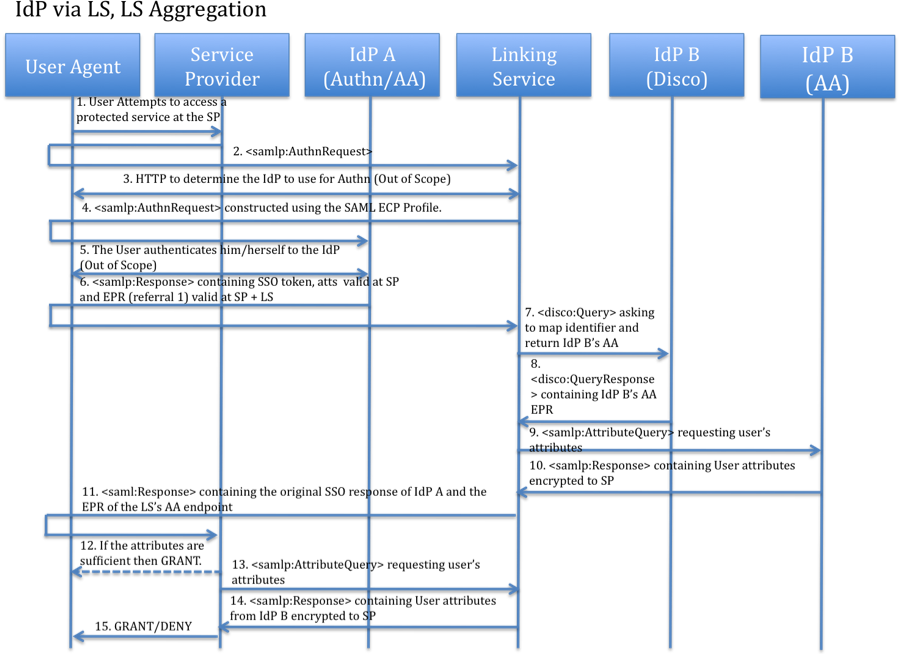 IdP via LS, LS Aggregation
User Agent
Service
Provider
IdP A
(Authn/AA)
Linking
Service
IdP B
(Disco)
IdP B
(AA)
1. User Attempts to access a
protected service at the SP
2. <samlp:AuthnRequest>
3. HTTP to determine the IdP to use for Authn (Out of Scope)
4. <samlp:AuthnRequest> constructed using the SAML ECP Profile.
5. The User authenticates him/herself to the IdP
(Out of Scope)
6. <samlp:Response> containing SSO token, atts  valid at SP
and EPR (referral 1) valid at SP + LS
7. <disco:Query> asking
to map identifier and
return IdP B's AA
8.
<disco:QueryResponse
> containing IdP B's AA
EPR
9. <samlp:AttributeQuery> requesting user's
attributes
10. <samlp:Response> containing User attributes
encrypted to SP
11. <saml:Response> containing the original SSO response of IdP A and the
EPR of the LS's AA endpoint
12. If the attributes are
sufficient then GRANT.
13. <samlp:AttributeQuery> requesting user's
attributes
14. <samlp:Response> containing User attributes
from IdP B encrypted to SP
15. GRANT/DENY